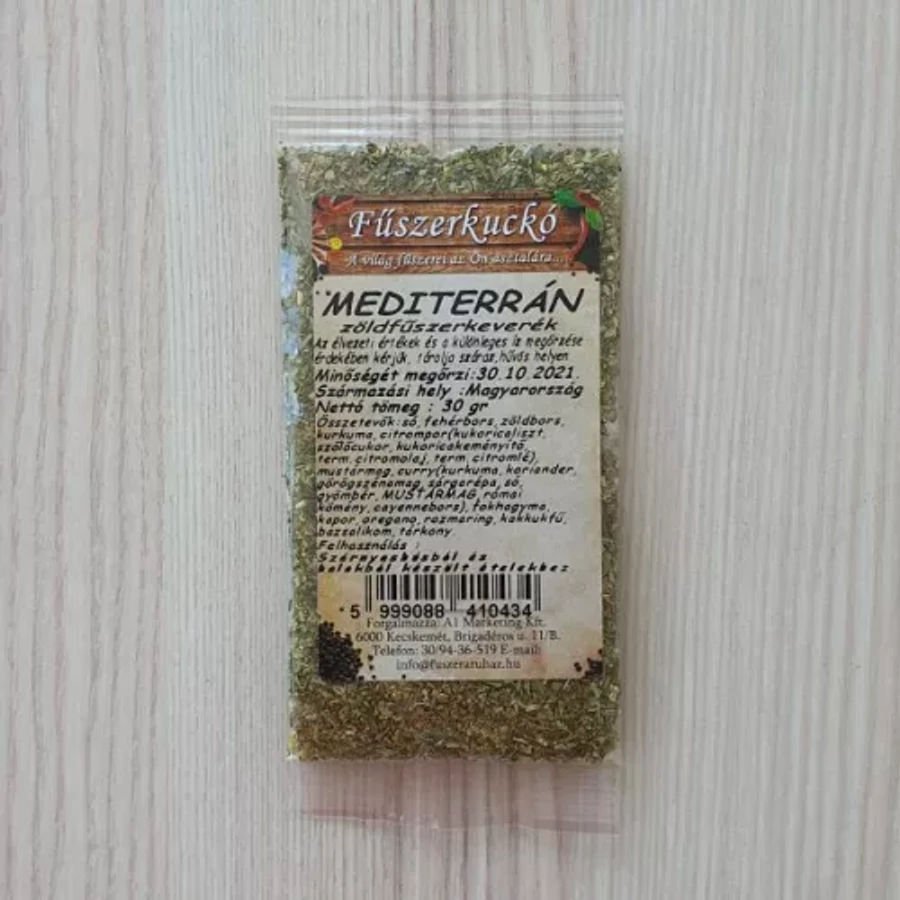 Fűszerkuckó
A világ fűszerei az Ön asztalára...
MEDITERRÁN
zöldfűszerkeverék
Az élvezeti értékek és a különleges íz megőrzése
érdekében kérjük, tárolja száraz,hűvös helyen
Minőségét megőrzi:30.10.2021.
Származási hely :Magyarország
Nettó tömeg : 30 gr
Összetevők:só, fehérbors, zöldbors,
kurkuma, citrompor(kukoricaliszt,
szőlőcukor, kukoricakeményítő,
term. citromolaj, term. citromlé),
mustármag, curry(kurkuma, koriander,
görögszénamag, sárgarépa, só,
gyömbér, MUSTÁRMAG, római
kömény, cayennebors), fokhagyma,
kapor, oregano, rozmaring, kakkukfű,
bazsalikom, tárkony
Felhasználás :
Szárnyasházból és
halakból készült ételekhez
5 999088 410434
Forgalmazza: A1 Marketing Kft.
6000 Kecskemét, Brigadéros u. 11/B.
Telefon: 30/94-36-519 E-mail:
info@fuszeraruhaz.hu